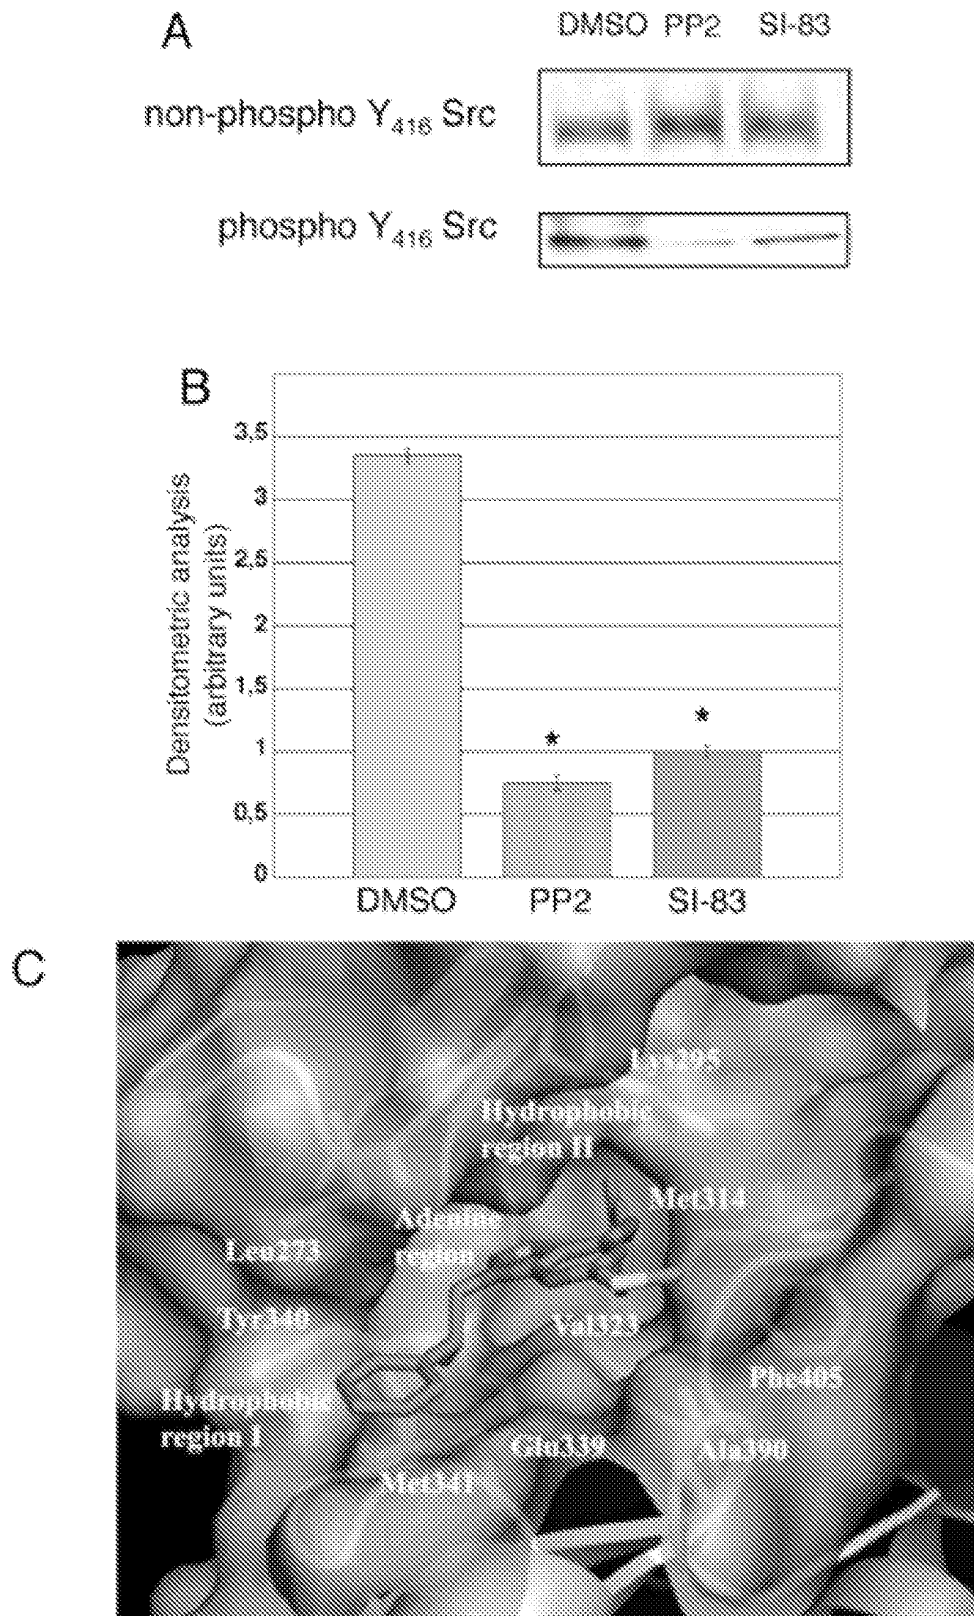 A
DMSO PP2 SI-83
non-phospho Y416 Src
phospho Y416 Src
B
Densitometric analysis
(arbitrary units)
3,5
3
2,5
2
1,5
1
0,5
0
*
*
DMSO PP2 SI-83
C
Lys295
Hydrophobic
region II
Met314
Adenine
region
Leu273
Tyr340
Val323
Phe405
Hydrophobic
region I
Glu339
Ala390
Met341